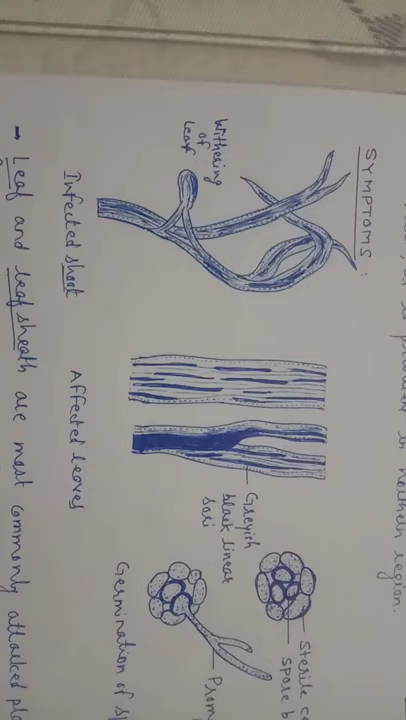 is prevalent in northern region.
SYMPTOMS :
Withering
of
leaf
Greyish
black linear
sori
Sterile
spore
Prom
Infected shoot
Affected leaves
Germination of
→ Leaf and leaf sheath are most commonly attacked